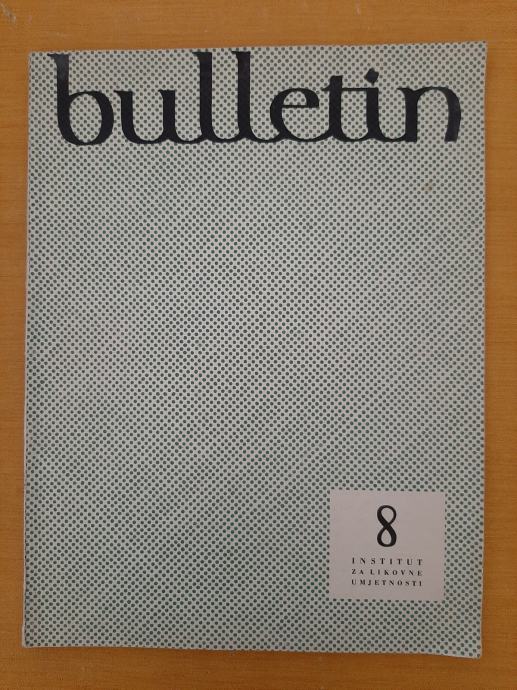 bulletin
8
INSTITUT
ZA LIKOVNE
UMJETNOSTI